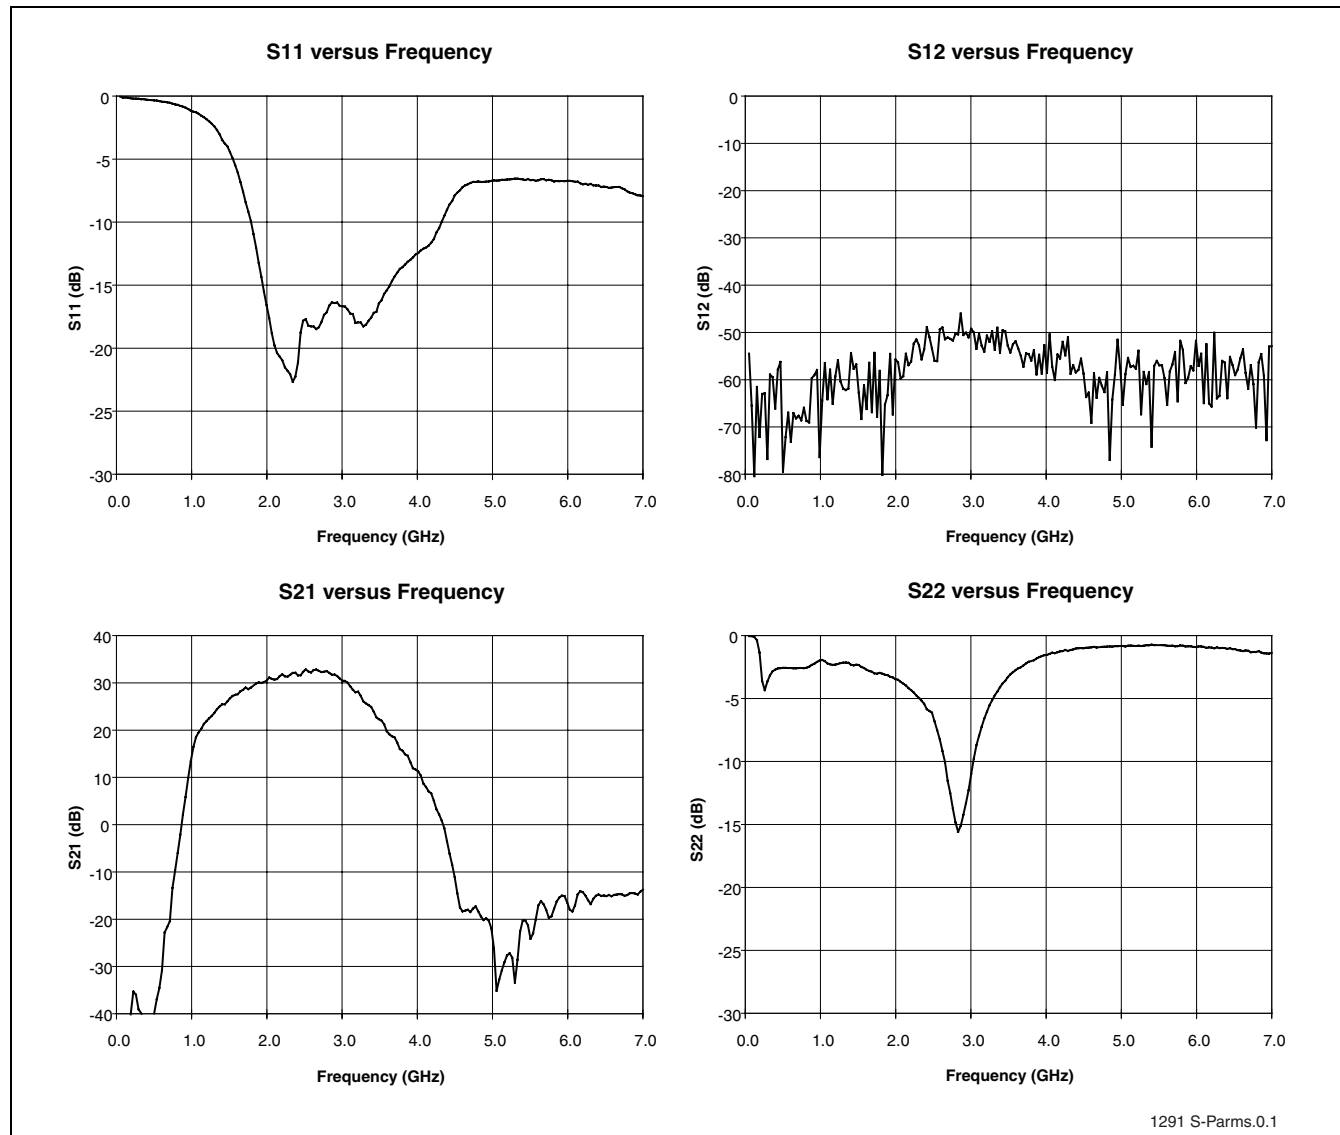 S11 versus Frequency
0
-5
-10
-15
-20
-25
-30
S11 (dB)
0.0 1.0 2.0 3.0 4.0 5.0 6.0 7.0
Frequency (GHz)
S12 versus Frequency
0
-10
-20
-30
-40
-50
-60
-70
-80
S12 (dB)
0.0 1.0 2.0 3.0 4.0 5.0 6.0 7.0
Frequency (GHz)
S21 versus Frequency
40
30
20
10
0
-10
-20
-30
-40
S21 (dB)
0.0 1.0 2.0 3.0 4.0 5.0 6.0 7.0
Frequency (GHz)
S22 versus Frequency
0
-5
-10
-15
-20
-25
-30
S22 (dB)
0.0 1.0 2.0 3.0 4.0 5.0 6.0 7.0
Frequency (GHz)
1291 S-Parms.0.1